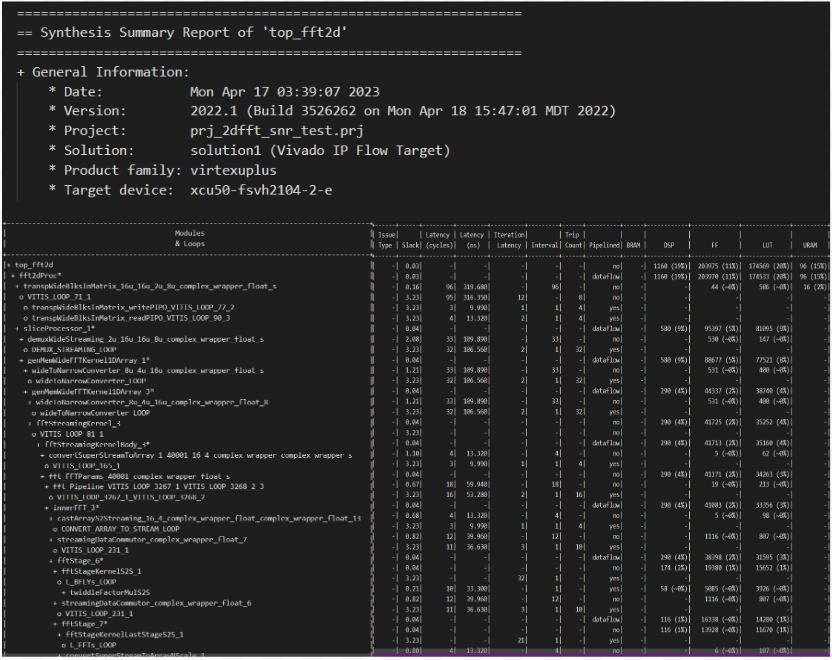 == Synthesis Summary Report of 'top_fft2d'
+ General Information:
* Date: Mon Apr 17 03:39:07 2023
* Version: 2022.1 (Build 3526262 on Mon Apr 18 15:47:01 MDT 2022)
* Project: prj_2dfft_snr_test.prj
* Solution: solution1 (Vivado IP Flow Target)
* Product family: virtexuplus
* Target device: xcu50-fsvh2104-2-e
Modules | Issue| | Latency | Latency | Iteration| | Trip |
& Loops | Type | Slack| (cycles)| (ns) | Latency | Interval| Count| Pipelined| BRAM | DSP | FF | LUT | URAM
+ top_fft2d | -| 0.03| -| -| -| -| -| no| -| 1160 (19%)| 203975 (11%)| 174569 (20%)| 96 (15%)
+ fft2dProc* | -| 0.03| -| -| -| -| -| dataflow| -| 1160 (19%)| 203970 (11%)| 174533 (20%)| 96 (15%)
+ transpWideBlksInMatrix_16u_16u_2u_8u_complex_wrapper_float_s | -| 0.16| 96| 319.680| -| 96| -| no| -| -| 44 (~0%)| 506 (~0%)| 16 (2%)
o VITIS_LOOP_71_1 | -| 3.23| 95| 316.350| 12| -| 8| no| -| -| -| -| -
o transpWideBlksInMatrix_writePIPO_VITIS_LOOP_77_2 | -| 3.23| 3| 9.990| 1| 1| 4| yes| -| -| -| -| -
o transpWideBlksInMatrix_readPIPO_VITIS_LOOP_90_3 | -| 3.23| 4| 13.320| 2| 1| 4| yes| -| -| -| -| -
+ sliceProcessor_1* | -| 0.04| -| -| -| -| -| dataflow| -| 580 (9%)| 95397 (5%)| 81095 (9%)| -
+ demuxWideStreaming_2u_16u_16u_8u_complex_wrapper_float_s | -| 2.08| 33| 109.890| -| 33| -| no| -| -| 530 (~0%)| 147 (~0%)| -
o DEMUX_STREAMING_LOOP | -| 3.23| 32| 106.560| 2| 1| 32| yes| -| -| -| -| -
+ genMemWideFFTKernel1DArray_1* | -| 0.04| -| -| -| -| -| dataflow| -| 580 (9%)| 88677 (5%)| 77521 (8%)| -
+ wideToNarrowConverter_8u_4u_16u_complex_wrapper_float_s | -| 1.21| 33| 109.890| -| 33| -| no| -| -| 531 (~0%)| 400 (~0%)| -
o wideToNarrowConverter_LOOP | -| 3.23| 32| 106.560| 2| 1| 32| yes| -| -| -| -| -
+ genMemWideFFTKernel1DArray_3* | -| 0.04| -| -| -| -| -| dataflow| -| 290 (4%)| 44337 (2%)| 38740 (4%)| -
+ wideToNarrowConverter_8u_4u_16u_complex_wrapper_float_8 | -| 1.21| 33| 109.890| -| 33| -| no| -| -| 531 (~0%)| 400 (~0%)| -
o wideToNarrowConverter_LOOP | -| 3.23| 32| 106.560| 2| 1| 32| yes| -| -| -| -| -
+ fftStreamingKernel_3 | -| 0.04| -| -| -| -| -| no| -| 290 (4%)| 41725 (2%)| 35252 (4%)| -
o VITIS_LOOP_81_1 | -| 3.23| -| -| -| -| -| no| -| -| -| -| -
+ fftStreamingKernelBody_3* | -| 0.04| -| -| -| -| -| dataflow| -| 290 (4%)| 41713 (2%)| 35160 (4%)| -
+ convertSuperStreamToArray_1_40001_16_4_complex_wrapper_complex_wrapper_s | -| 1.10| 4| 13.320| -| 4| -| no| -| -| 5 (~0%)| 62 (~0%)| -
o VITIS_LOOP_165_1 | -| 3.23| 3| 9.990| 1| 1| 4| yes| -| -| -| -| -
+ fft_FFTParams_40001_complex_wrapper_float_s | -| 0.04| -| -| -| -| -| no| -| 290 (4%)| 41171 (2%)| 34263 (3%)| -
+ fft_Pipeline_VITIS_LOOP_3267_1_VITIS_LOOP_3268_2_3 | -| 0.67| 18| 59.940| -| 18| -| no| -| -| 19 (~0%)| 213 (~0%)| -
o VITIS_LOOP_3267_1_VITIS_LOOP_3268_2 | -| 3.23| 16| 53.280| 2| 1| 16| yes| -| -| -| -| -
+ innerFFT_3* | -| 0.04| -| -| -| -| -| dataflow| -| 290 (4%)| 41083 (2%)| 33356 (3%)| -
+ castArrayS2Streaming_16_4_complex_wrapper_float_complex_wrapper_float_13 | -| 0.68| 4| 13.320| -| 4| -| no| -| -| 5 (~0%)| 98 (~0%)| -
o CONVERT_ARRAY_TO_STREAM_LOOP | -| 3.23| 3| 9.990| 1| 1| 4| yes| -| -| -| -| -
+ streamingDataCommutor_complex_wrapper_float_7 | -| 0.82| 12| 39.960| -| 12| -| no| -| -| 1116 (~0%)| 807 (~0%)| -
o VITIS_LOOP_231_1 | -| 3.23| 11| 36.630| 3| 1| 10| yes| -| -| -| -| -
+ fftStage_6* | -| 0.04| -| -| -| -| -| dataflow| -| 290 (4%)| 38398 (2%)| 31595 (3%)| -
+ fftStageKernelS2S_1 | -| 0.04| -| -| -| -| -| no| -| 174 (2%)| 19380 (1%)| 15652 (1%)| -
o L_BFLYs_LOOP | -| 3.23| -| -| 32| 1| -| yes| -| -| -| -| -
+ twiddleFactorMulS2S | -| 0.21| 10| 33.300| -| 1| -| yes| -| 58 (~0%)| 5085 (~0%)| 3926 (~0%)| -
+ streamingDataCommutor_complex_wrapper_float_6 | -| 0.82| 12| 39.960| -| 12| -| no| -| -| 1116 (~0%)| 807 (~0%)| -
o VITIS_LOOP_231_1 | -| 3.23| 11| 36.630| 3| 1| 10| yes| -| -| -| -| -
+ fftStage_7* | -| 0.04| -| -| -| -| -| dataflow| -| 116 (1%)| 16338 (~0%)| 14280 (1%)| -
+ fftStageKernelLastStageS2S_1 | -| 0.04| -| -| -| -| -| no| -| 116 (1%)| 13928 (~0%)| 11670 (1%)| -
o L_FFTs_LOOP | -| 3.23| -| -| 21| 1| -| yes| -| -| -| -| -
+ convertSuperStreamToArrayNScale_1 | -| 0.80| 4| 13.320| -| 4| -| no| -| -| 6 (~0%)| 107 (~0%)| -